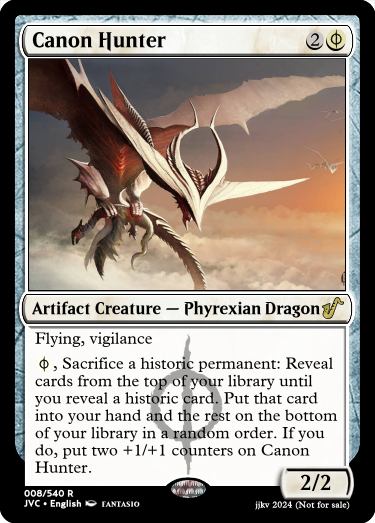 Canon Hunter 2
Artifact Creature — Phyrexian Dragon
Flying, vigilance
, Sacrifice a historic permanent: Reveal
cards from the top of your library until
you reveal a historic card. Put that card
into your hand and the rest on the bottom
of your library in a random order. If you
do, put two +1/+1 counters on Canon
Hunter.
2/2
008/540 R
JVC • English FANTASIO
jjkv 2024 (Not for sale)